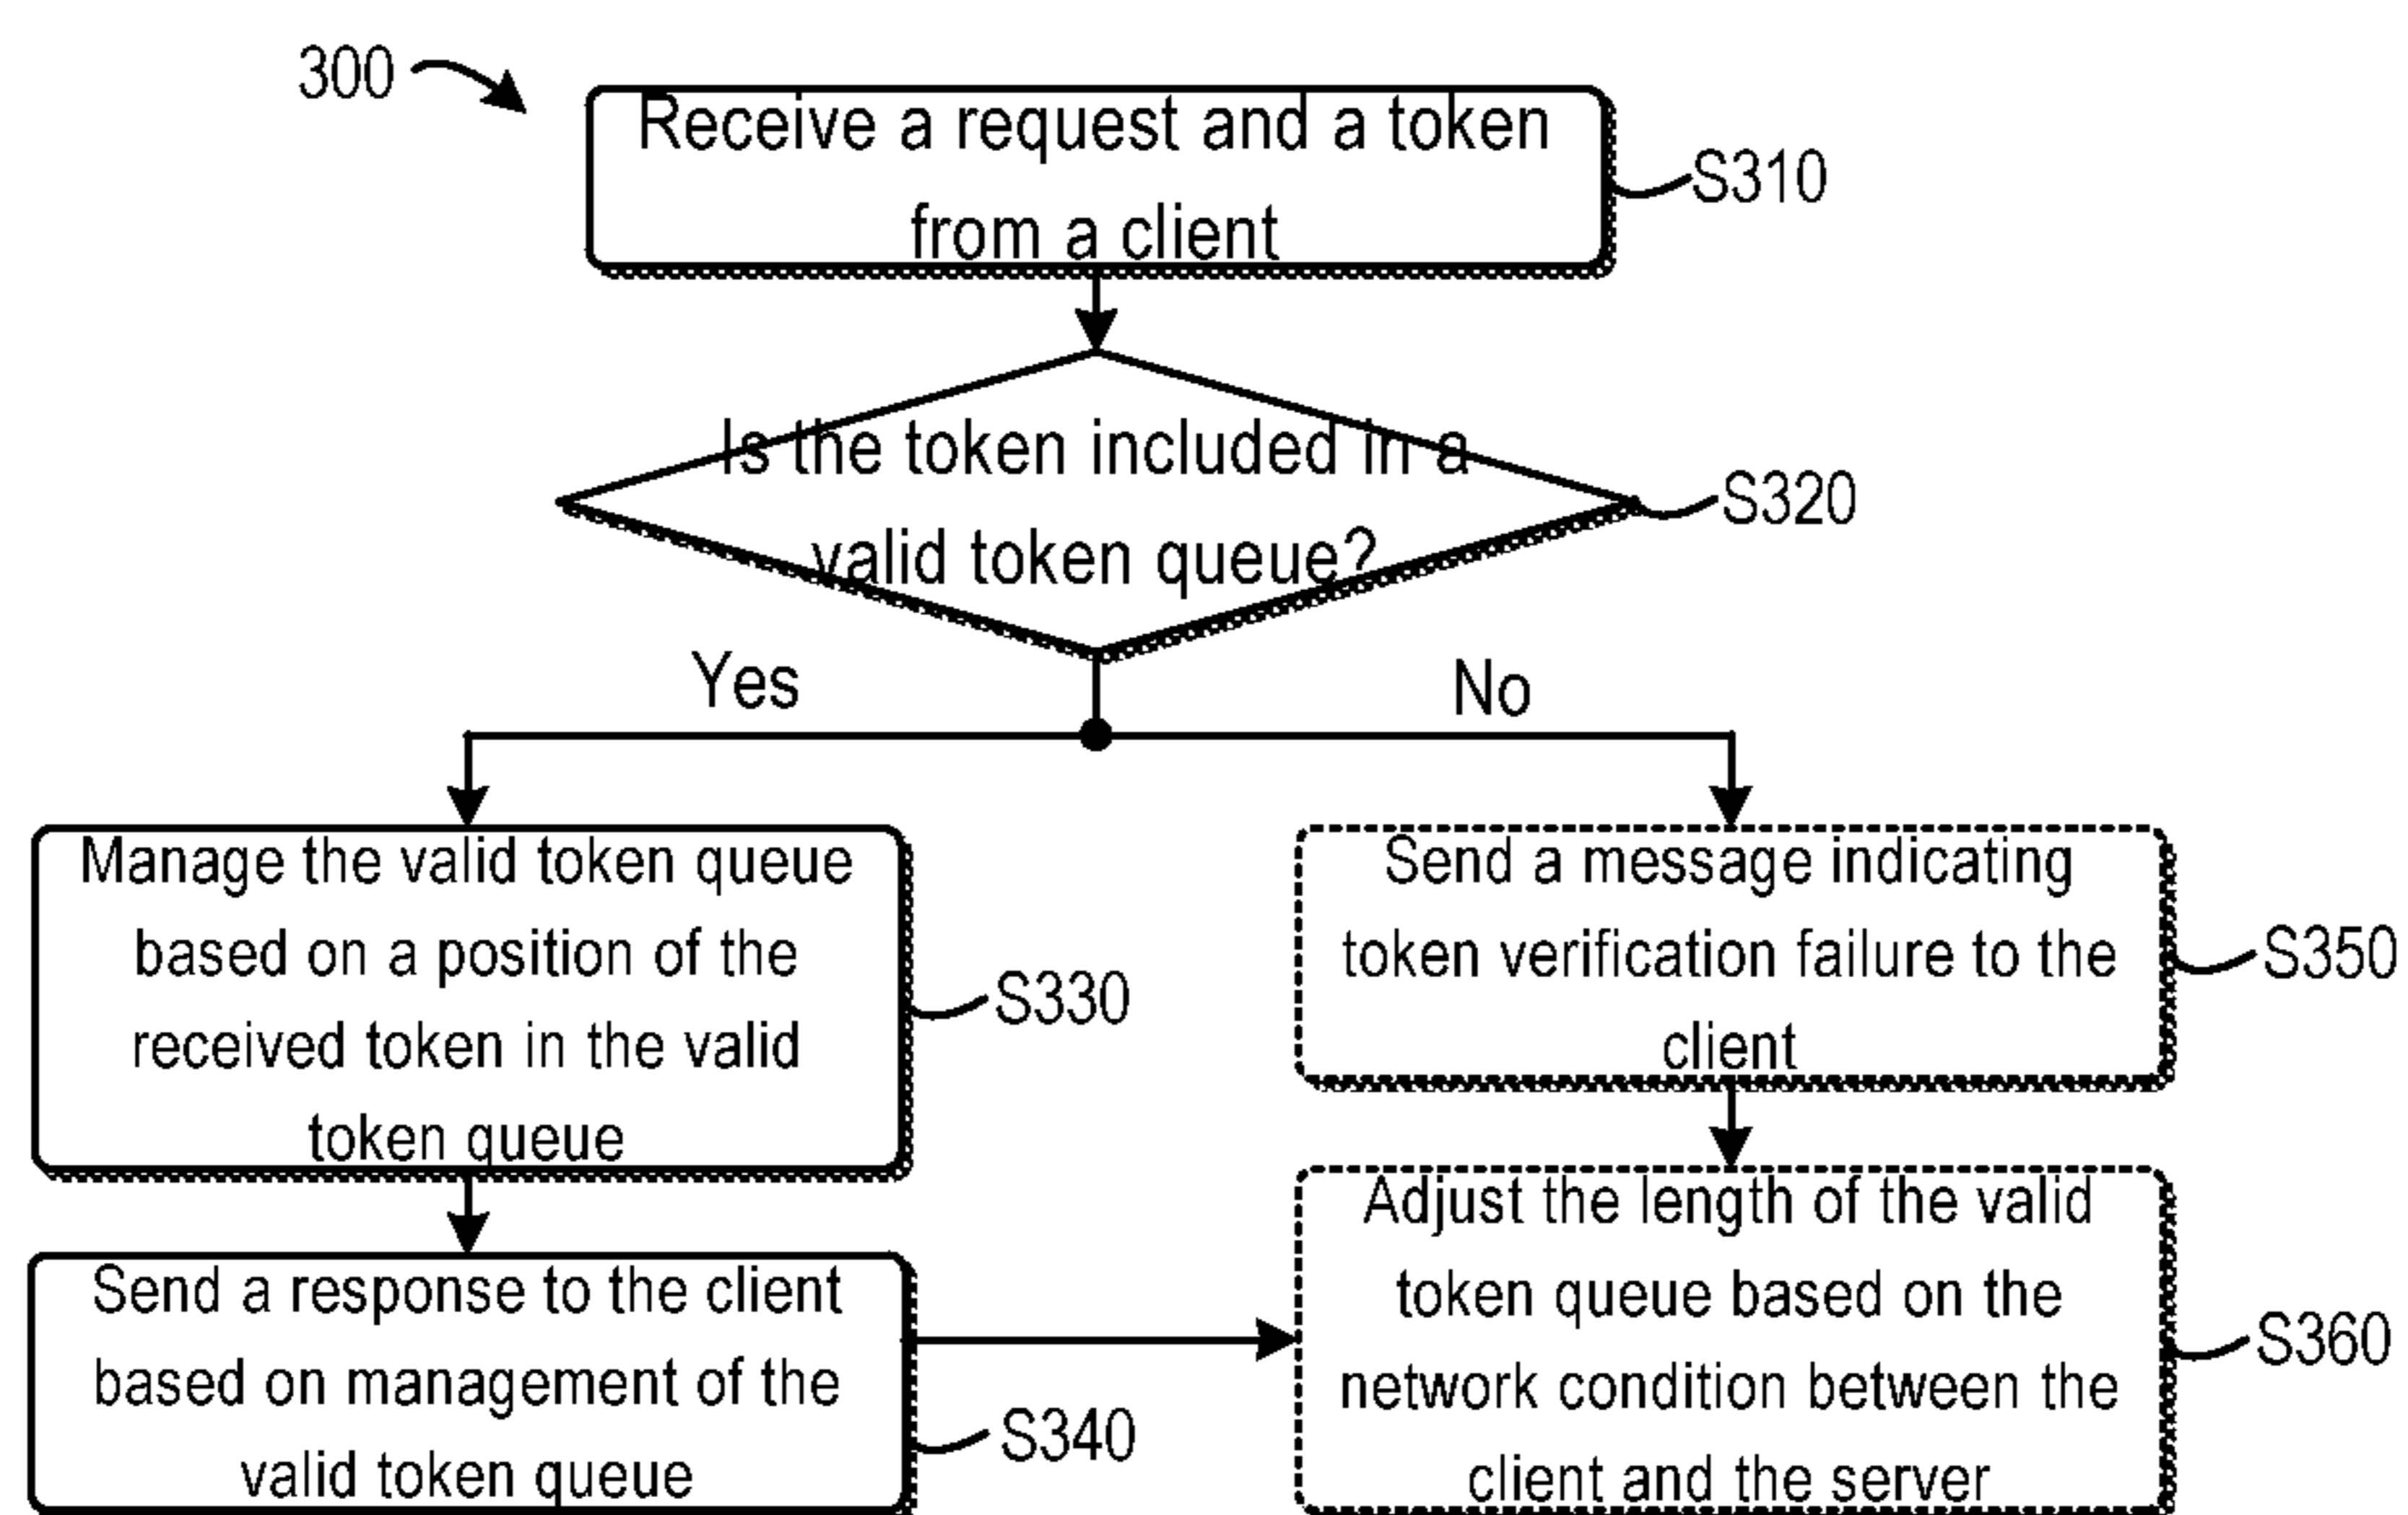 300
Receive a request and a token
from a client
S310
Is the token included in a
valid token queue?
S320
Yes
No
Manage the valid token queue
based on a position of the
received token in the valid
token queue
S330
Send a message indicating
token verification failure to the
client
S350
Send a response to the client
based on management of the
valid token queue
S340
Adjust the length of the valid
token queue based on the
network condition between the
client and the server
S360